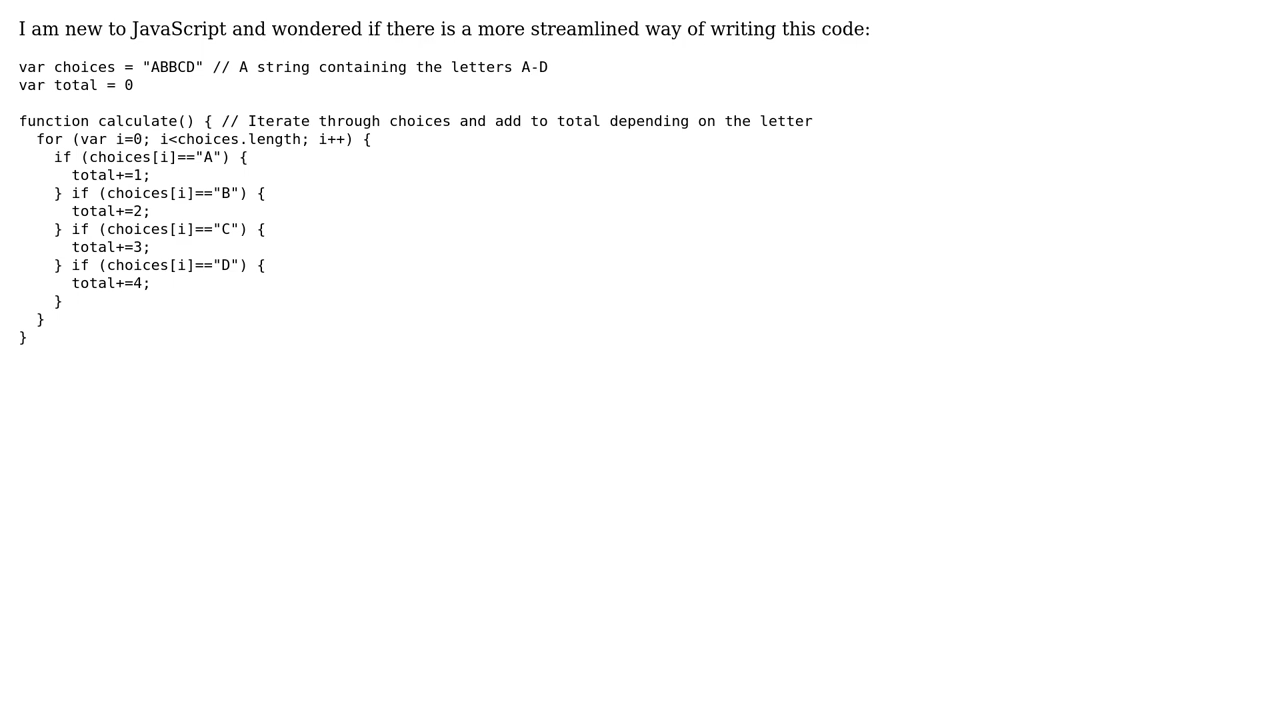 I am new to JavaScript and wondered if there is a more streamlined way of writing this code:
var choices = "ABBCD" // A string containing the letters A-D
var total = 0
function calculate() { // Iterate through choices and add to total depending on the letter
  for (var i=0; i<choices.length; i++) {
    if (choices[i]=="A") {
      total+=1;
    } if (choices[i]=="B") {
      total+=2;
    } if (choices[i]=="C") {
      total+=3;
    } if (choices[i]=="D") {
      total+=4;
    }
  }
}